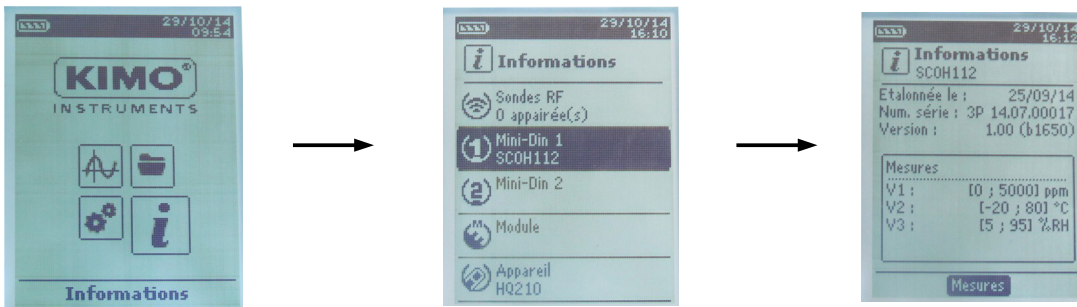 29/10/14
09:54
KIMO®
INSTRUMENTS
Informations
29/10/14
16:10
i Informations
Sondes RF
0 appairée(s)
1 Mini-Din 1
SCOH112
2 Mini-Din 2
M Module
Appareil
HQ210
29/10/14
16:12
i Informations
SCOH112
Etalonnée le : 25/09/14
Num. série : 3P 14.07.00017
Version : 1.00 (b1650)
Mesures
V1 : [0 ; 5000] ppm
V2 : [-20 ; 80] °C
V3 : [5 ; 95] %RH
Mesures